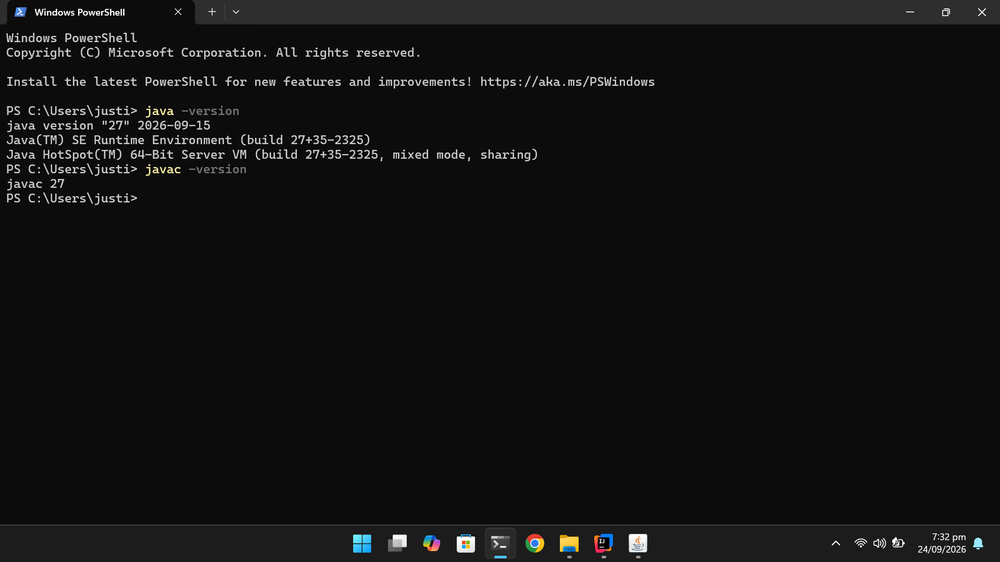 Windows PowerShell
Windows PowerShell
Copyright (C) Microsoft Corporation. All rights reserved.
Install the latest PowerShell for new features and improvements! https://aka.ms/PSWindows
PS C:\Users\justi> java -version
java version "27" 2026-09-15
Java(TM) SE Runtime Environment (build 27+35-2325)
Java HotSpot(TM) 64-Bit Server VM (build 27+35-2325, mixed mode, sharing)
PS C:\Users\justi> javac -version
javac 27
PS C:\Users\justi>
IJ
7:32 pm
24/09/2026